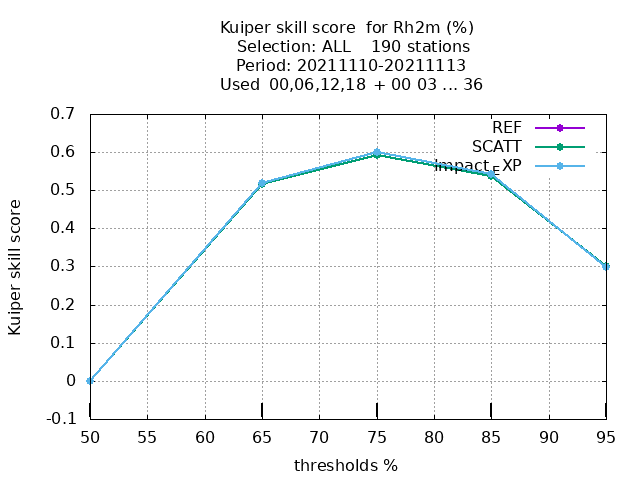 Kuiper skill score  for Rh2m (%)
Selection: ALL    190 stations
Period: 20211110-20211113
Used  00,06,12,18  + 00 03 ... 36
0.7
0.6
0.5
0.4
0.3
0.2
0.1
0
-0.1
Kuiper skill score
REF
SCATT
Impact_EXP
50 55 60 65 70 75 80 85 90 95
thresholds %